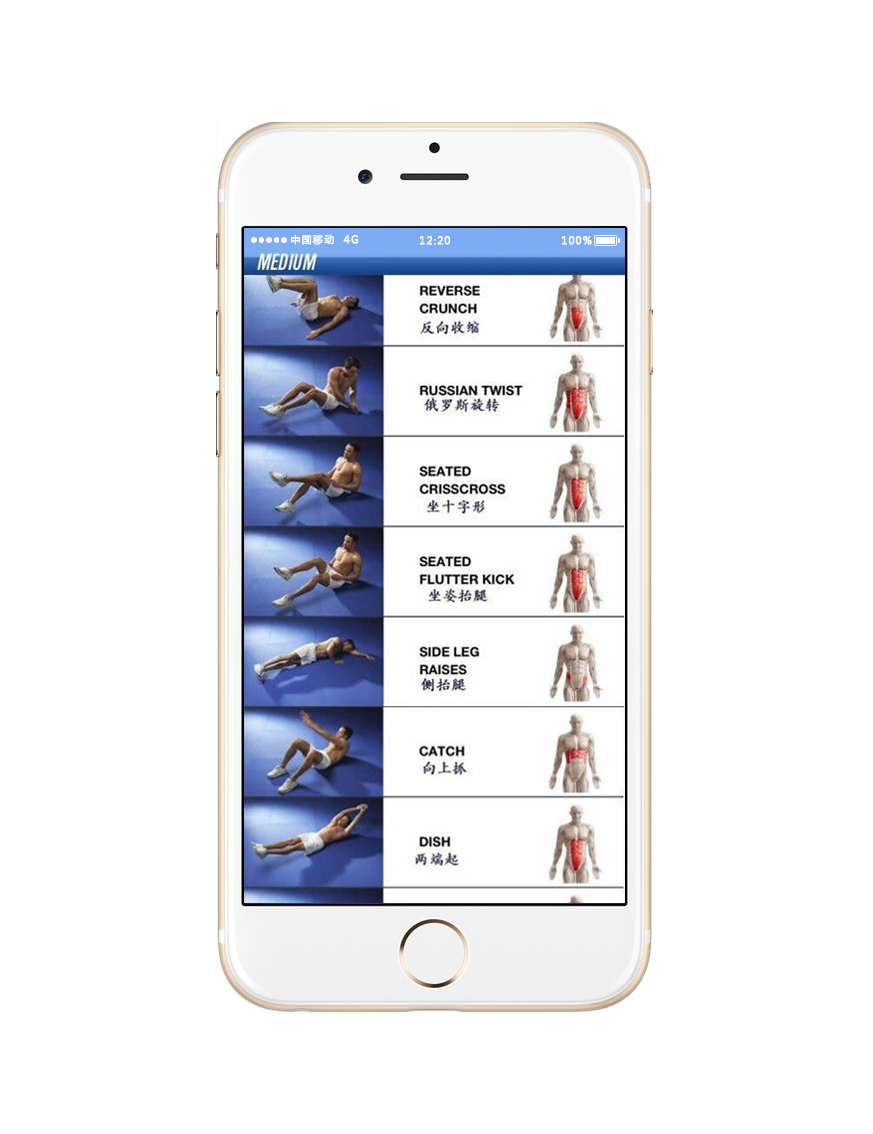 中国移动 4G 12:20 100%
MEDIUM
REVERSE
CRUNCH
反向收缩
RUSSIAN TWIST
俄罗斯旋转
SEATED
CRISSCROSS
坐十字形
SEATED
FLUTTER KICK
坐姿抬腿
SIDE LEG
RAISES
侧抬腿
CATCH
向上抓
DISH
两端起